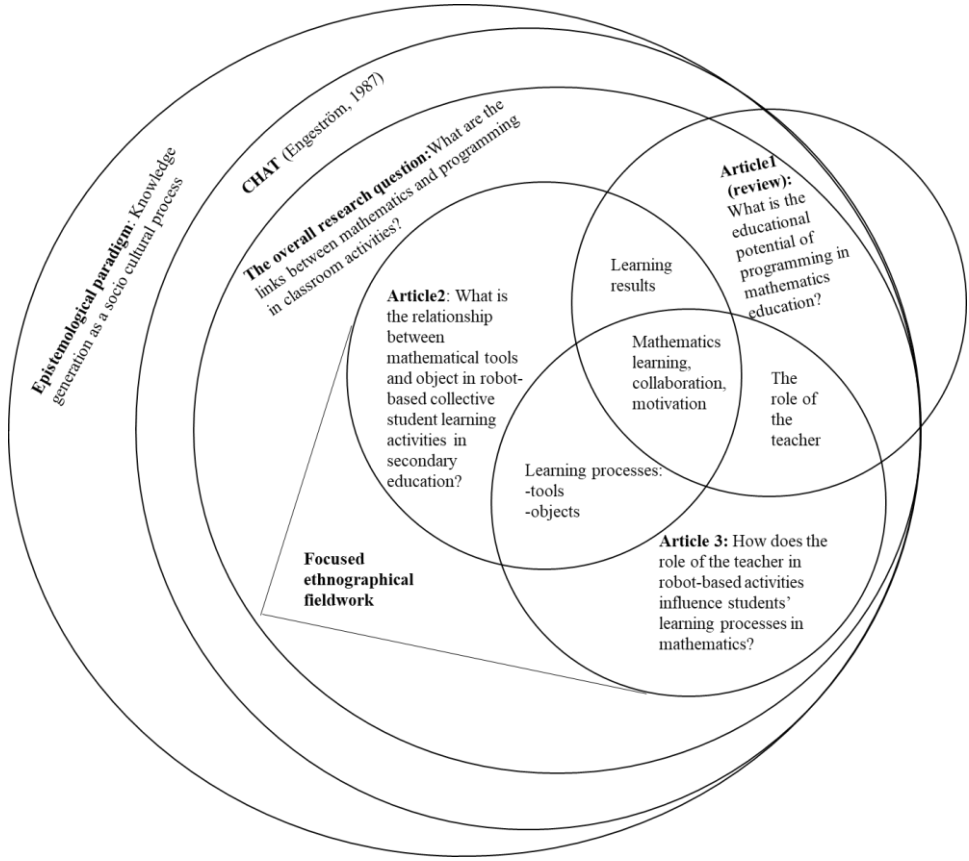 Epistemological paradigm: Knowledge
generation as a socio cultural process
CHAT (Engeström, 1987)
The overall research question:What are the
links between mathematics and programming
in classroom activities?
Article1
(review):
What is the
educational
potential of
programming in
mathematics
education?
Learning
results
Article2: What is
the relationship
between
mathematical tools
and object in robot-
based collective
student learning
activities in
secondary
education?
Mathematics
learning,
collaboration,
motivation
The
role of
the
teacher
Learning processes:
-tools
-objects
Focused
ethnographical
fieldwork
Article 3: How does the
role of the teacher in
robot-based activities
influence students’
learning processes in
mathematics?